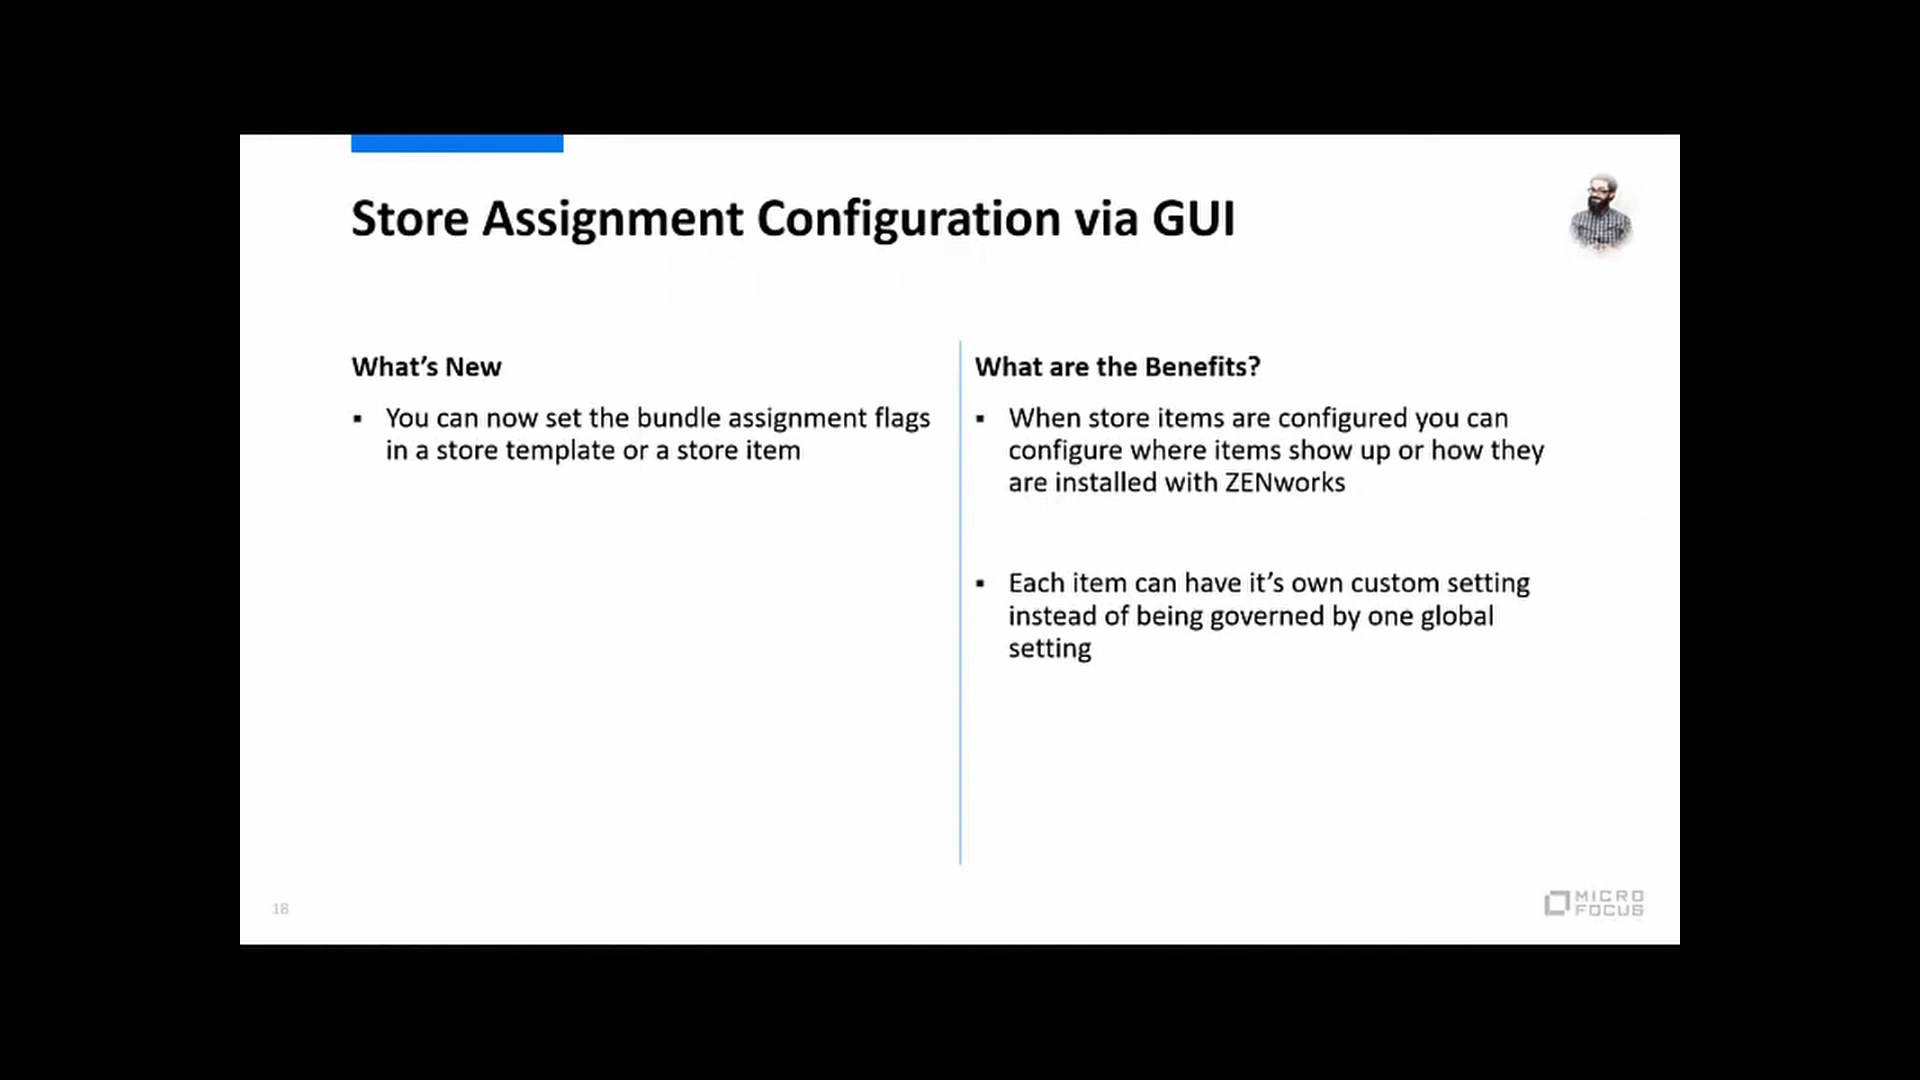 Store Assignment Configuration via GUI
What's New
▪ You can now set the bundle assignment flags
in a store template or a store item
What are the Benefits?
▪ When store items are configured you can
configure where items show up or how they
are installed with ZENworks
▪ Each item can have it's own custom setting
instead of being governed by one global
setting
18
MICRO
FOCUS